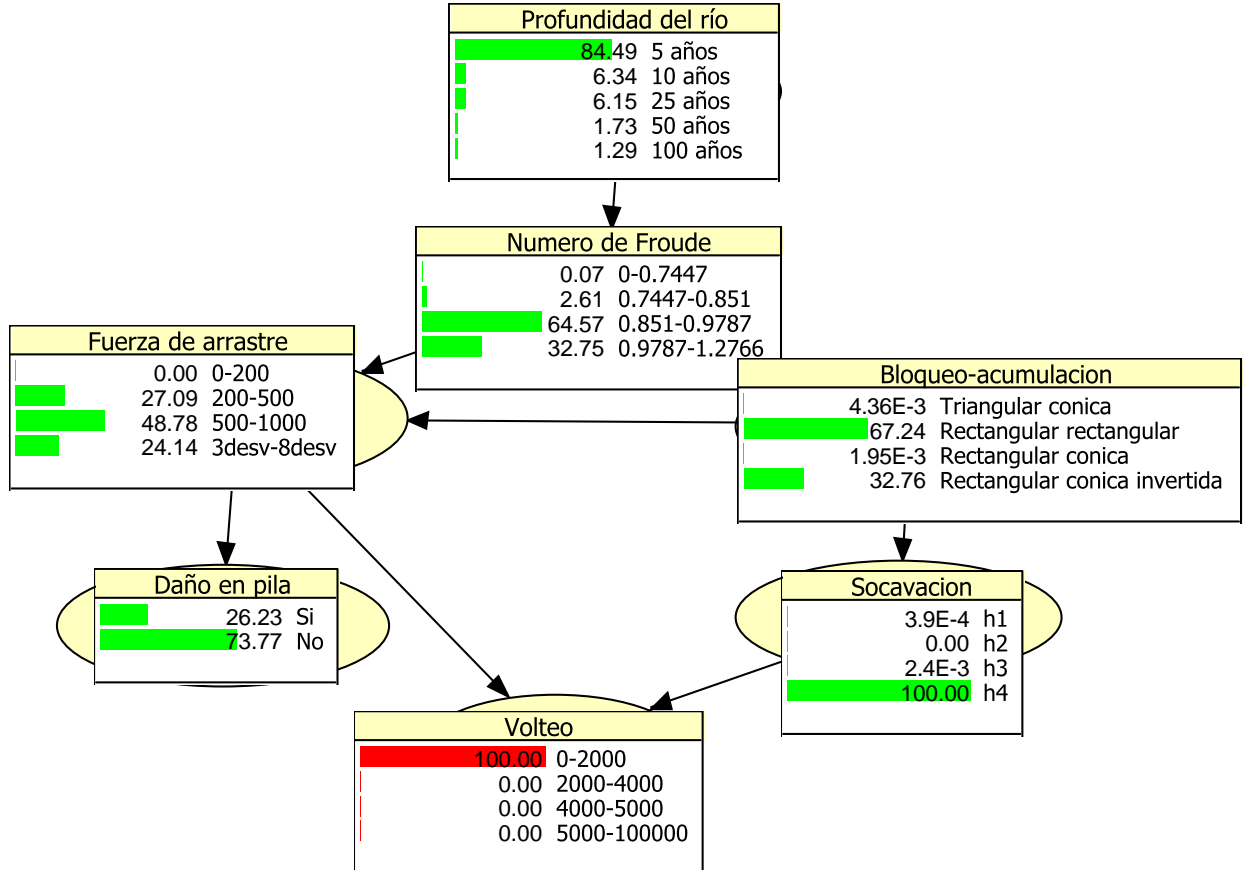 Profundidad del río
84.49 5 años
6.34 10 años
6.15 25 años
1.73 50 años
1.29 100 años
Numero de Froude
0.07 0-0.7447
2.61 0.7447-0.851
64.57 0.851-0.9787
32.75 0.9787-1.2766
Fuerza de arrastre
0.00 0-200
27.09 200-500
48.78 500-1000
24.14 3desv-8desv
Bloqueo-acumulacion
4.36E-3 Triangular conica
67.24 Rectangular rectangular
1.95E-3 Rectangular conica
32.76 Rectangular conica invertida
Daño en pila
26.23 Si
73.77 No
Socavacion
3.9E-4 h1
0.00 h2
2.4E-3 h3
100.00 h4
Volteo
100.00 0-2000
0.00 2000-4000
0.00 4000-5000
0.00 5000-100000